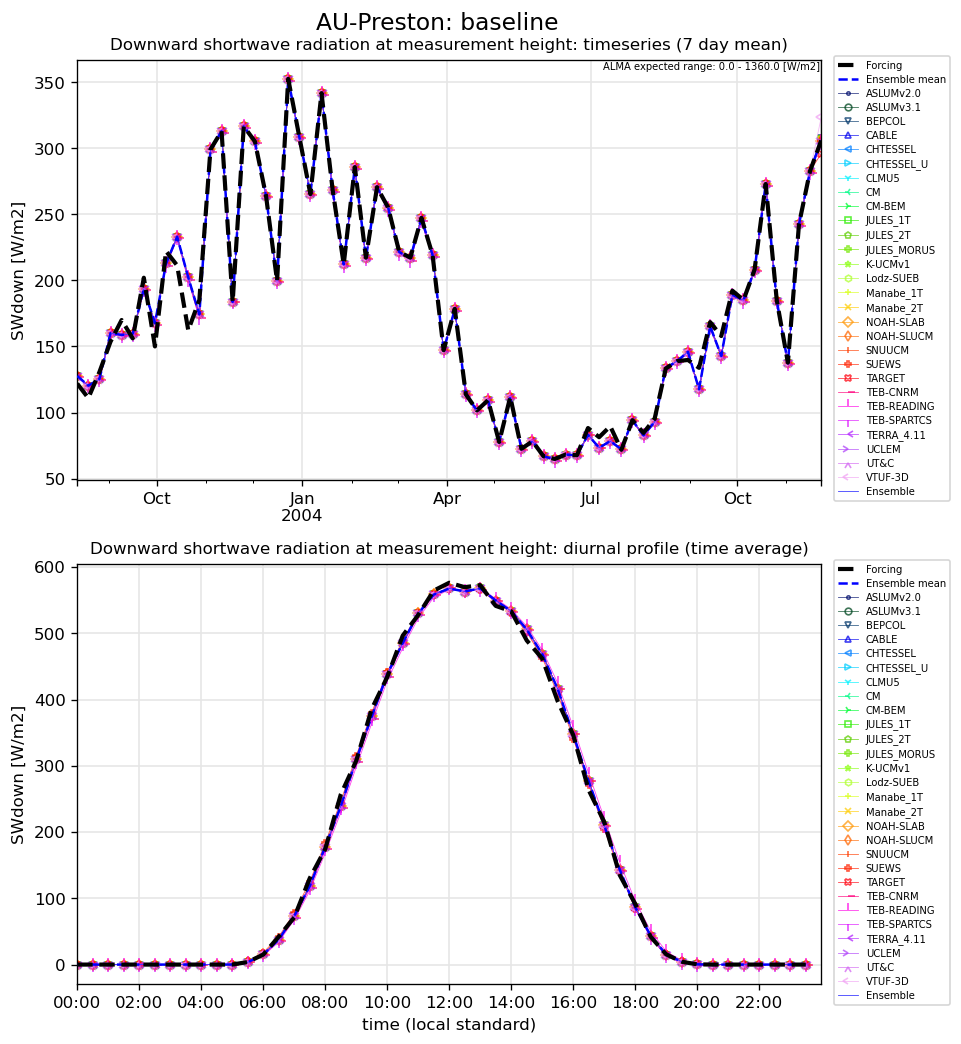 AU-Preston: baseline
Downward shortwave radiation at measurement height: timeseries (7 day mean)
ALMA expected range: 0.0 - 1360.0 [W/m2]
SWdown [W/m2]
350
300
250
200
150
100
50
Oct
Jan
2004
Apr
Jul
Oct
Forcing
Ensemble mean
ASLUMv2.0
ASLUMv3.1
BEPCOL
CABLE
CHTESSEL
CHTESSEL_U
CLMU5
CM
CM-BEM
JULES_1T
JULES_2T
JULES_MORUS
K-UCMv1
Lodz-SUEB
Manabe_1T
Manabe_2T
NOAH-SLAB
NOAH-SLUCM
SNUUCM
SUEWS
TARGET
TEB-CNRM
TEB-READING
TEB-SPARTCS
TERRA_4.11
UCLEM
UT&C
VTUF-3D
Ensemble
Downward shortwave radiation at measurement height: diurnal profile (time average)
SWdown [W/m2]
600
500
400
300
200
100
0
00:00
02:00
04:00
06:00
08:00
10:00
12:00
14:00
16:00
18:00
20:00
22:00
time (local standard)
Forcing
Ensemble mean
ASLUMv2.0
ASLUMv3.1
BEPCOL
CABLE
CHTESSEL
CHTESSEL_U
CLMU5
CM
CM-BEM
JULES_1T
JULES_2T
JULES_MORUS
K-UCMv1
Lodz-SUEB
Manabe_1T
Manabe_2T
NOAH-SLAB
NOAH-SLUCM
SNUUCM
SUEWS
TARGET
TEB-CNRM
TEB-READING
TEB-SPARTCS
TERRA_4.11
UCLEM
UT&C
VTUF-3D
Ensemble